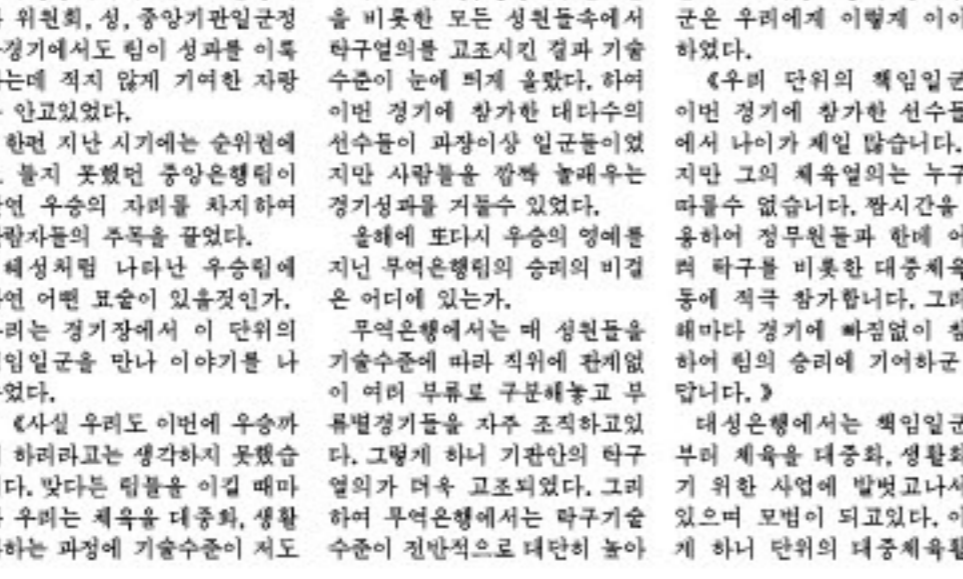 위원회, 성, 중앙기관일군정
경기에서도 팀이 성과를 이룩
는데 적지 않게 기여한 자랑
안고있었다.
한편 지난 시기에는 순위권에
들지 못했던 중앙은행팀이
연 우승의 자리를 차지하여
람자들의 주목을 끌었다.
혜성처럼 나타난 우승팀에
연 어떤 묘술이 있을것인가.
리는 경기장에서 이 단위의
임일군을 만나 이야기를 나
었다.
《사실 우리도 이번에 우승까
하리라고는 생각하지 못했습
다. 맞다든 팀들을 이길 때마
우리는 체육을 대중화, 생활
하는 과정에 기술수준이 저도
을 비롯한 모든 성원들속에서
탁구열의를 고조시킨 결과 기술
수준이 눈에 띄게 올랐다. 하여
이번 경기에 참가한 대다수의
선수들이 과장이상 일군들이였
지만 사람들을 깜짝 놀래우는
경기성과를 거둘수 있었다.
올해에 또다시 우승의 영예를
지닌 무역은행팀의 승리의 비결
은 어디에 있는가.
무역은행에서는 매 성원들을
기술수준에 따라 직위에 관계없
이 여러 부류로 구분해놓고 부
류별경기들을 자주 조직하고있
다. 그렇게 하니 기관안의 탁구
열의가 더욱 고조되였다. 그리
하여 무역은행에서는 탁구기술
수준이 전반적으로 대단히 높아
군은 우리에게 이렇게 이야
하였다.
《우리 단위의 책임일군
이번 경기에 참가한 선수들
에서 나이가 제일 많습니다.
지만 그의 체육열의는 누구
따를수 없습니다. 짬시간을
용하여 정무원들과 한데 어
려 탁구를 비롯한 대중체육
동에 적극 참가합니다. 그리
해마다 경기에 빠짐없이 참
하여 팀의 승리에 기여하군
답니다. 》
대성은행에서는 책임일군
부터 체육을 대중화, 생활화
기 위한 사업에 발벗고나서
있으며 모범이 되고있다. 이
게 하니 단위의 대중체육활